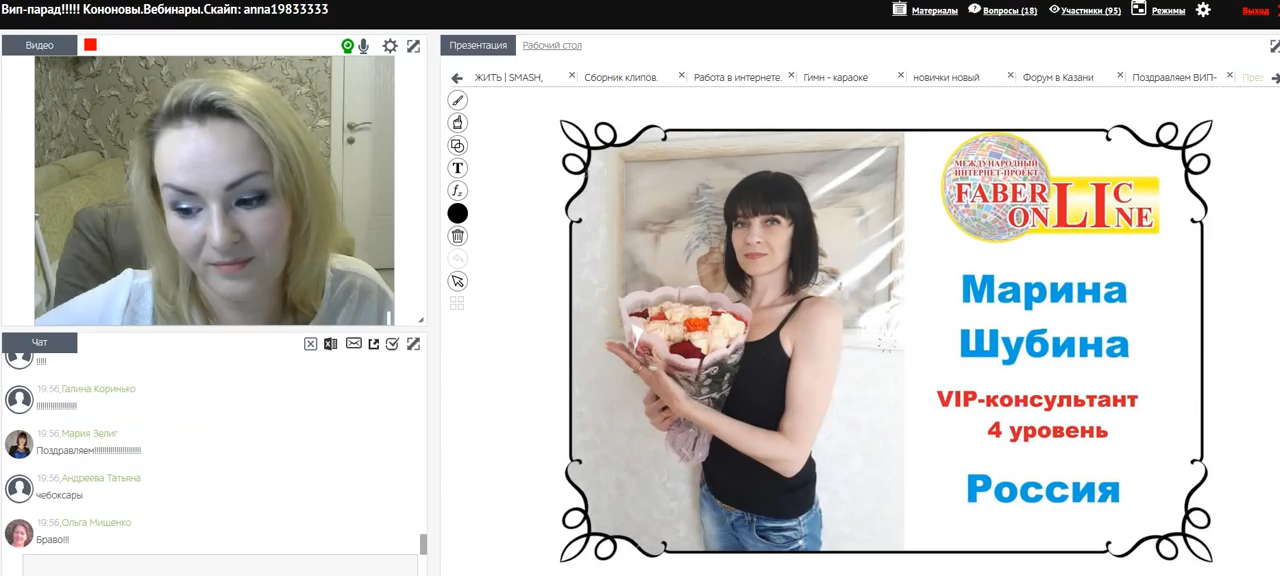 Вип-парад!!!!! Кононовы.Вебинары.Скайп: anna19833333
Материалы
Вопросы (18)
Участники (95)
Режимы
Выход
Видео
Презентация
Рабочий стол
ЖИТЬ | SMASH,
Сборник клипов.
Работа в интернете.
Гимн - караоке
новички новый
Форум в Казани
Поздравляем ВИП-
През
T
МЕЖДУНАРОДНЫЙ
ИНТЕРНЕТ-ПРОЕКТ
FABERLIC
ONLINE
Марина
Шубина
VIP-консультант
4 уровень
Россия
Чат
!!!!!
19:56,Галина Коринько
!!!!!!!!!!!!!!!!!!!!
19:56,Мария Зелиг
Поздравляем!!!!!!!!!!!!!!!!!!!!!!!
19:56,Андреева Татьяна
чебоксары
19:56,Ольга Мищенко
Браво!!!